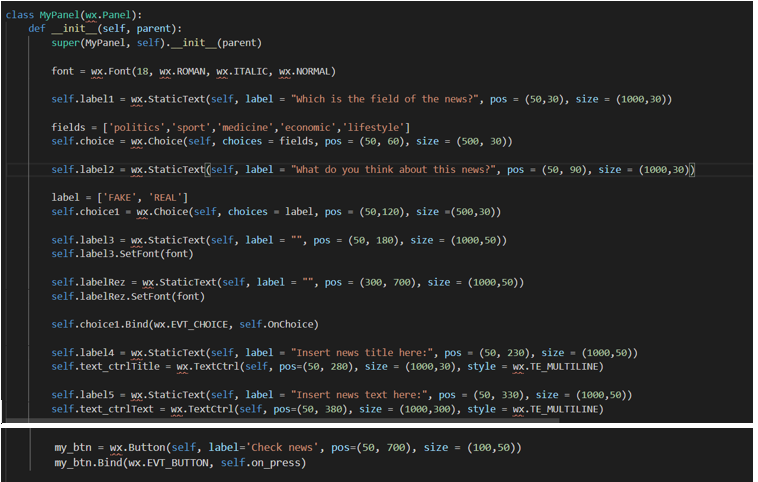 class MyPanel(wx.Panel):
def __init__(self, parent):
super(MyPanel, self).__init__(parent)
font = wx.Font(18, wx.ROMAN, wx.ITALIC, wx.NORMAL)
self.label1 = wx.StaticText(self, label = "Which is the field of the news?", pos = (50,30), size = (1000,30))
fields = ['politics','sport','medicine','economic','lifestyle']
self.choice = wx.Choice(self, choices = fields, pos = (50, 60), size = (500, 30))
self.label2 = wx.StaticText(self, label = "What do you think about this news?", pos = (50, 90), size = (1000,30))
label = ['FAKE', 'REAL']
self.choice1 = wx.Choice(self, choices = label, pos = (50,120), size =(500,30))
self.label3 = wx.StaticText(self, label = "", pos = (50, 180), size = (1000,50))
self.label3.SetFont(font)
self.labelRez = wx.StaticText(self, label = "", pos = (300, 700), size = (1000,50))
self.labelRez.SetFont(font)
self.choice1.Bind(wx.EVT_CHOICE, self.OnChoice)
self.label4 = wx.StaticText(self, label = "Insert news title here:", pos = (50, 230), size = (1000,50))
self.text_ctrlTitle = wx.TextCtrl(self, pos=(50, 280), size = (1000,30), style = wx.TE_MULTILINE)
self.label5 = wx.StaticText(self, label = "Insert news text here:", pos = (50, 330), size = (1000,50))
self.text_ctrlText = wx.TextCtrl(self, pos=(50, 380), size = (1000,300), style = wx.TE_MULTILINE)
my_btn = wx.Button(self, label='Check news', pos=(50, 700), size = (100,50))
my_btn.Bind(wx.EVT_BUTTON, self.on_press)